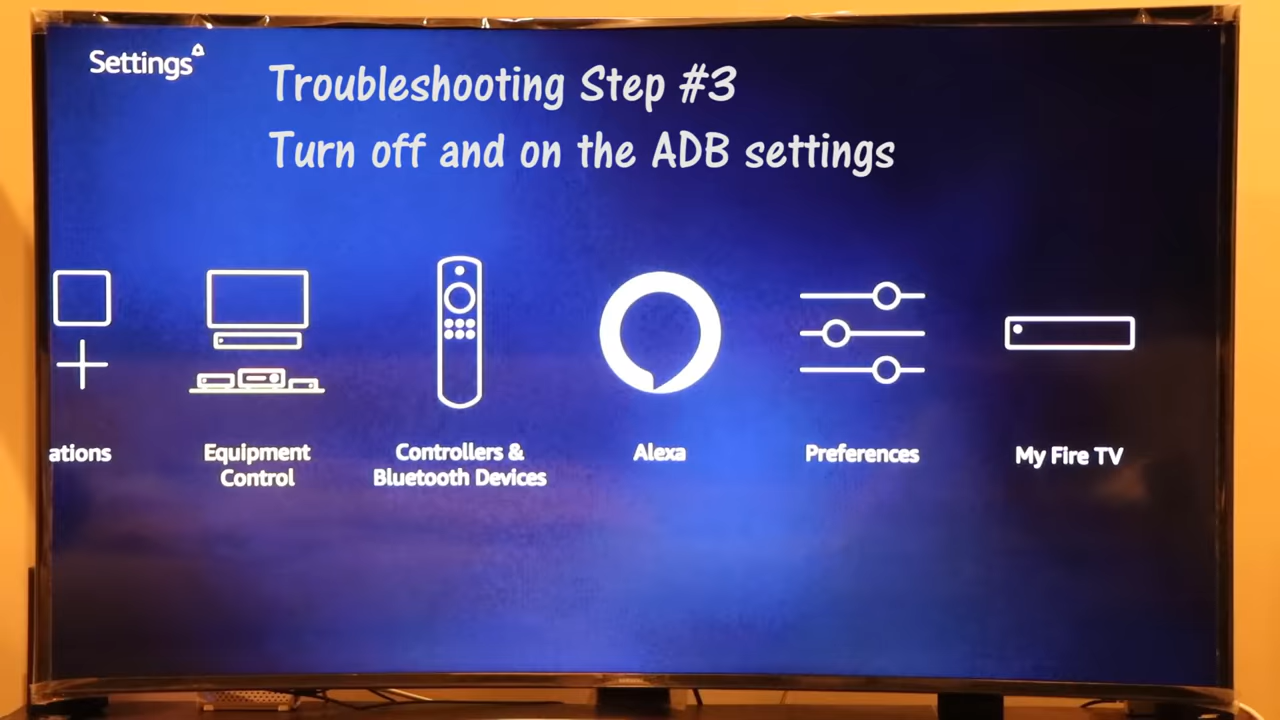 Settings
Troubleshooting Step #3
Turn off and on the ADB settings
ations
Equipment
Control
Controllers &
Bluetooth Devices
Alexa
Preferences
My Fire TV